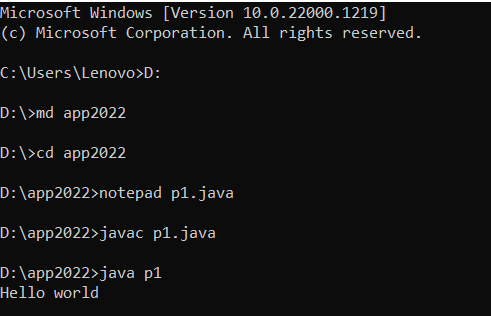 Microsoft Windows [Version 10.0.22000.1219]
(c) Microsoft Corporation. All rights reserved.
C:\Users\Lenovo>D:
D:\>md app2022
D:\>cd app2022
D:\app2022>notepad p1.java
D:\app2022>javac p1.java
D:\app2022>java p1
Hello world